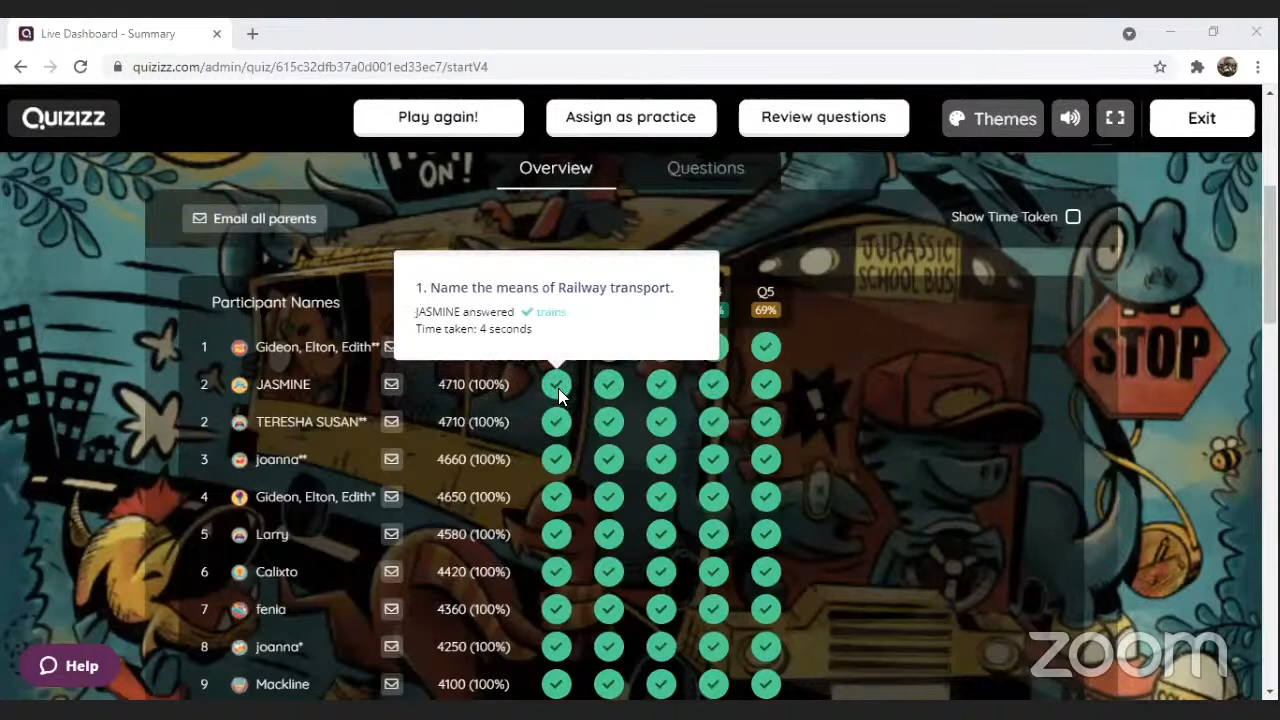 Live Dashboard - Summary
quizizz.com/admin/quiz/615c32dfb37a0d001ed33ec7/startV4
QUIZIZZ
Play again!
Assign as practice
Review questions
Themes
Exit
ON!
Overview
Questions
Email all parents
Show Time Taken
JURASSIC
SCHOOL BUS
STOP
1. Name the means of Railway transport.
JASMINE answered trains
Time taken: 4 seconds
Participant Names
Q5
69%
1 Gideon, Elton, Edith**
2 JASMINE 4710 (100%)
2 TERESHA SUSAN** 4710 (100%)
3 joanna** 4660 (100%)
4 Gideon, Elton, Edith* 4650 (100%)
5 Larry 4580 (100%)
6 Calixto 4420 (100%)
7 fenia 4360 (100%)
8 joanna* 4250 (100%)
9 Mackline 4100 (100%)
Help
zoom